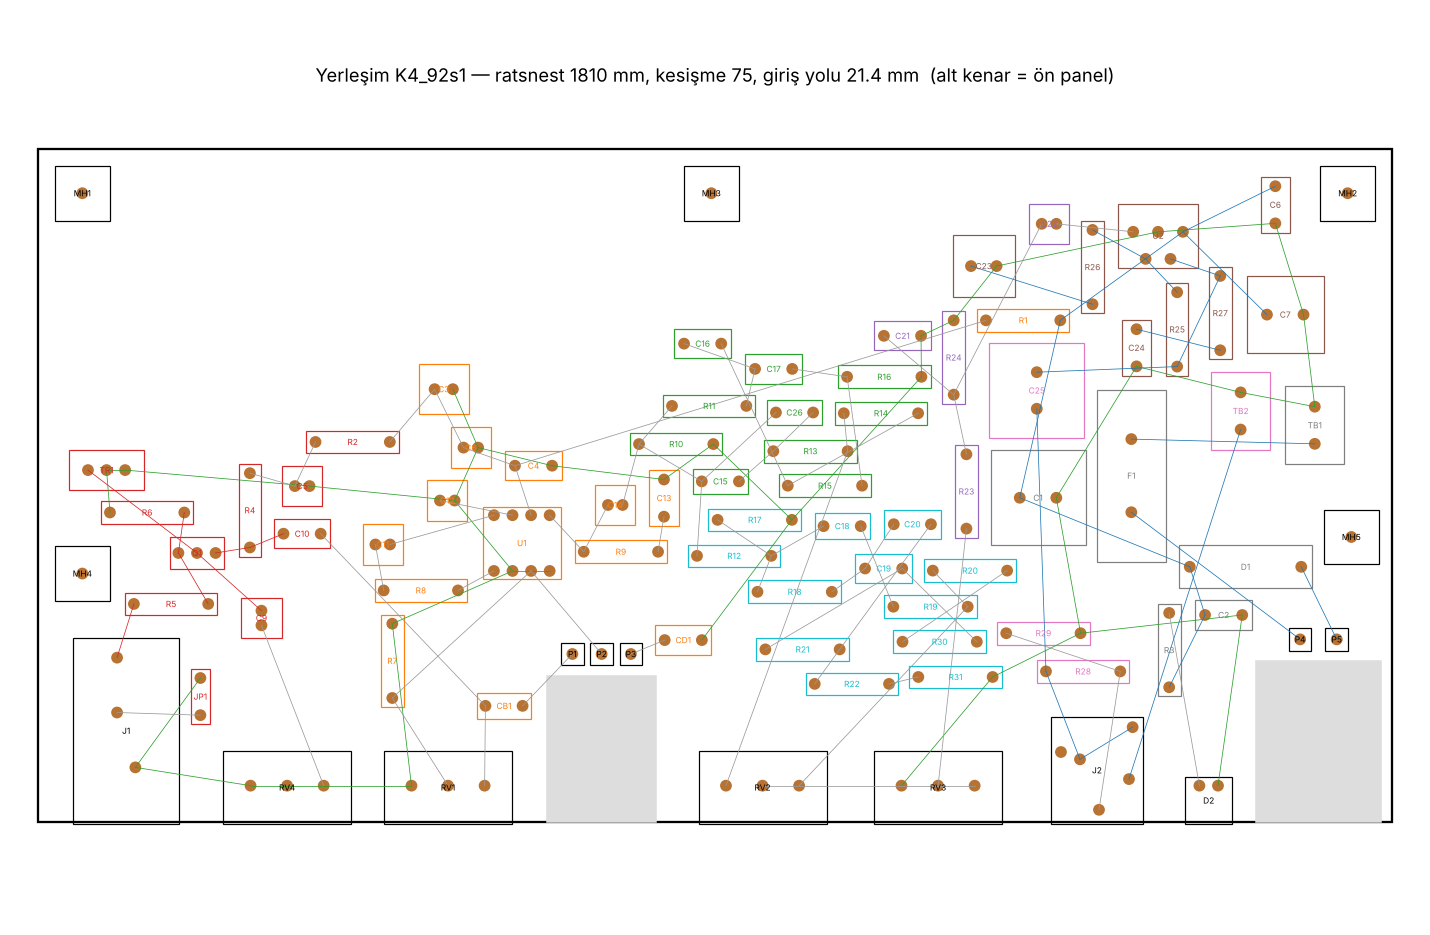 Yerleşim K4_92s1 — ratsnest 1810 mm, kesişme 75, giriş yolu 21.4 mm  (alt kenar = ön panel)
MH1
MH3
MH2
C6
C23
R26
C7
R27
R1
R25
C21
C16
C24
R24
C17
R16
C25
R11
C26
R14
TB2
TB1
R2
R10
R13
C4
F1
R15
C15
R23
R4
C13
C1
R6
R17
C18
C20
C10
MH5
U1
R9
R12
D1
MH4
C19
R20
R8
R18
R5
R19
C2
R30
R29
CD1
P4
P5
R21
R3
P1
P2
P3
R7
R28
R31
R22
JP1
CB1
J1
J2
RV4
RV1
RV2
RV3
D2